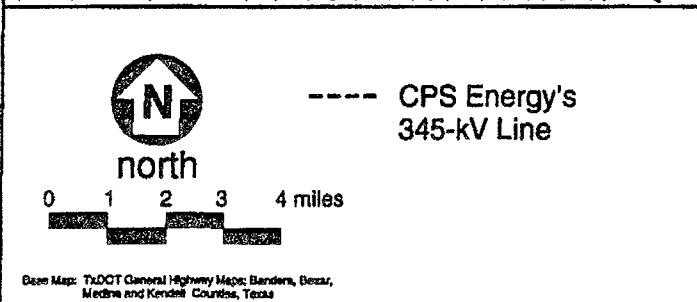 N
north
CPS Energy's
345-kV Line
0 1 2 3 4 miles
Base Map: TxDOT General Highway Maps; Bandera, Bexar,
Medina and Kendall Counties, Texas